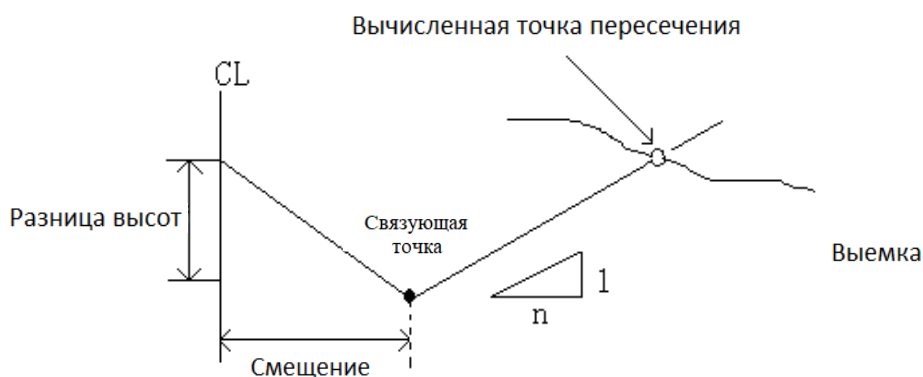 Вычисленная точка пересечения
CL
Разница высот
Связующая
точка
Выемка
1
n
Смещение